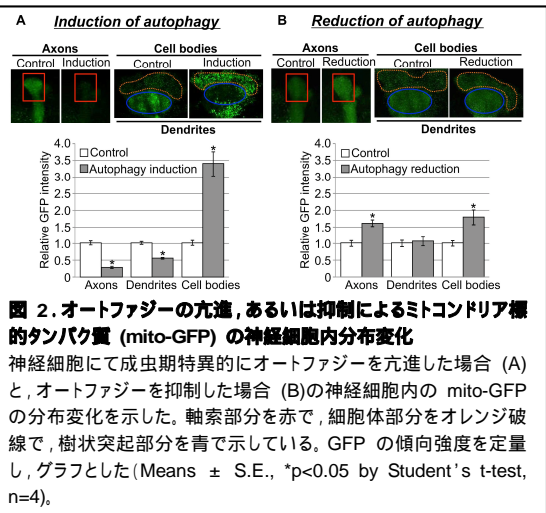 A Induction of autophagy
B Reduction of autophagy
Axons
Cell bodies
Control Induction
Control
Induction
Dendrites
Axons
Cell bodies
Control Reduction
Control
Reduction
Dendrites
Relative GFP intensity
4.0
3.5
3.0
2.5
2.0
1.5
1.0
0.5
0
Control
Autophagy induction
*
*
*
Axons Dendrites Cell bodies
Relative GFP intensity
4.0
3.5
3.0
2.5
2.0
1.5
1.0
0.5
0
Control
Autophagy reduction
*
*
Axons Dendrites Cell bodies
図 2.オートファジーの亢進,あるいは抑制によるミトコンドリア標
的タンパク質 (mito-GFP) の神経細胞内分布変化
神経細胞にて成虫期特異的にオートファジーを亢進した場合 (A)
と,オートファジーを抑制した場合 (B)の神経細胞内の mito-GFP
の分布変化を示した。軸索部分を赤で,細胞体部分をオレンジ破
線で,樹状突起部分を青で示している。GFP の傾向強度を定量
し,グラフとした(Means ± S.E., *p<0.05 by Student's t-test,
n=4)。